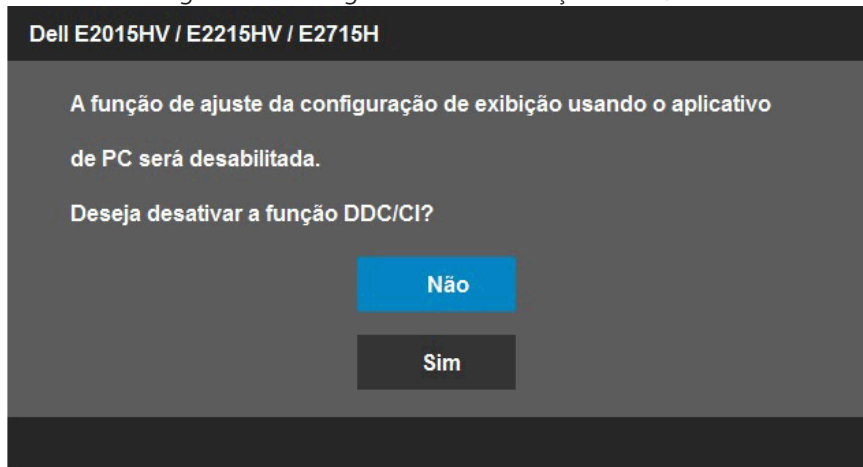 Dell E2015HV / E2215HV / E2715H
A função de ajuste da configuração de exibição usando o aplicativo
de PC será desabilitada.
Deseja desativar a função DDC/CI?
Não
Sim